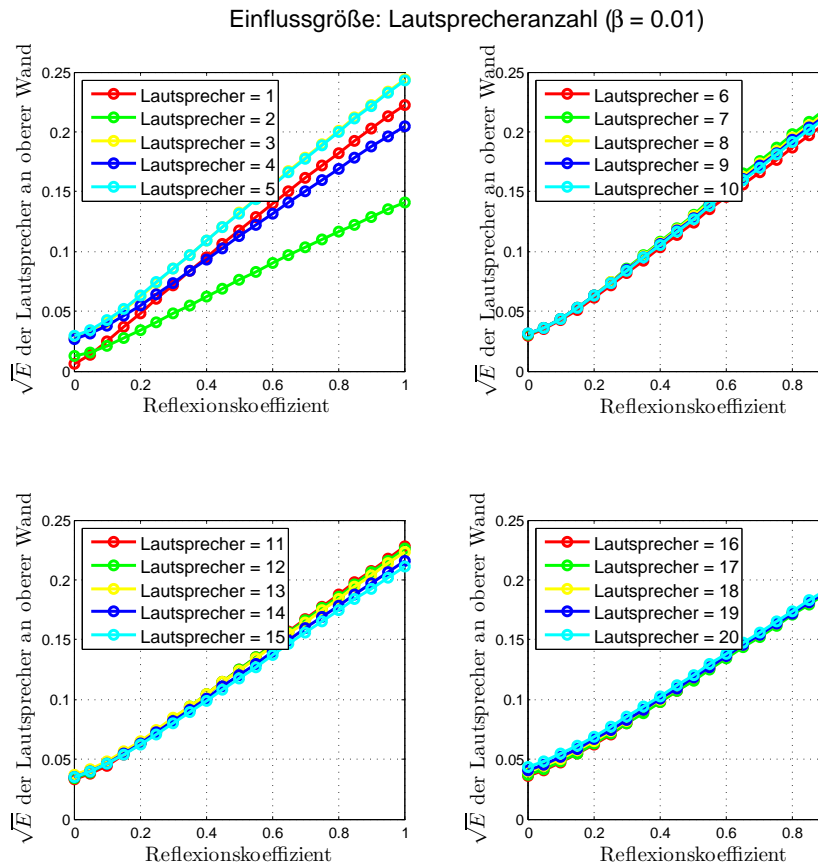 Einflussgröße: Lautsprecheranzahl (β = 0.01)
√E der Lautsprecher an oberer Wand
0.25
0.2
0.15
0.1
0.05
0
Lautsprecher = 1
Lautsprecher = 2
Lautsprecher = 3
Lautsprecher = 4
Lautsprecher = 5
0 0.2 0.4 0.6 0.8 1
Reflexionskoeffizient
√E der Lautsprecher an oberer Wand
0.25
0.2
0.15
0.1
0.05
0
Lautsprecher = 6
Lautsprecher = 7
Lautsprecher = 8
Lautsprecher = 9
Lautsprecher = 10
0 0.2 0.4 0.6 0.8
Reflexionskoeffizient
√E der Lautsprecher an oberer Wand
0.25
0.2
0.15
0.1
0.05
0
Lautsprecher = 11
Lautsprecher = 12
Lautsprecher = 13
Lautsprecher = 14
Lautsprecher = 15
0 0.2 0.4 0.6 0.8 1
Reflexionskoeffizient
√E der Lautsprecher an oberer Wand
0.25
0.2
0.15
0.1
0.05
0
Lautsprecher = 16
Lautsprecher = 17
Lautsprecher = 18
Lautsprecher = 19
Lautsprecher = 20
0 0.2 0.4 0.6 0.8
Reflexionskoeffizient